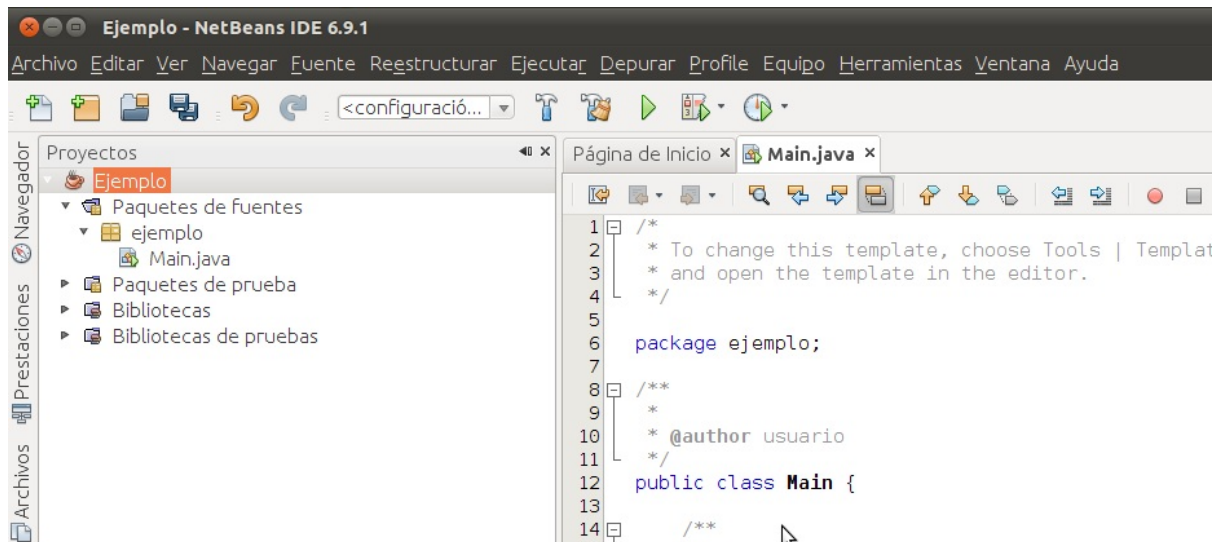 Ejemplo - NetBeans IDE 6.9.1
Archivo Editar Ver Navegar Fuente Reestructurar Ejecutar Depurar Profile Equipo Herramientas Ventana Ayuda
<configuració...
Navegador
Prestaciones
Archivos
Proyectos
Ejemplo
Paquetes de fuentes
ejemplo
Main.java
Paquetes de prueba
Bibliotecas
Bibliotecas de pruebas
Página de Inicio Main.java
1 /*
2 * To change this template, choose Tools | Templat
3 * and open the template in the editor.
4 */
5
6 package ejemplo;
7
8 /**
9 *
10 * @author usuario
11 */
12 public class Main {
13
14 /**